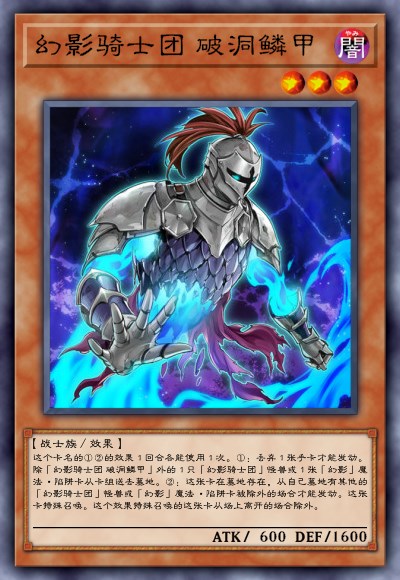 幻影骑士团 破洞鳞甲
やみ
闇
【战士族／效果】
这个卡名的①②的效果1回合各能使用1次。①：丢弃1张手卡才能发动。
除「幻影骑士团 破洞鳞甲」外的1只「幻影骑士团」怪兽或1张「幻影」魔
法·陷阱卡从卡组送去墓地。②：这张卡在墓地存在，从自己墓地有其他的
「幻影骑士团」怪兽或「幻影」魔法·陷阱卡被除外的场合才能发动。这张
卡特殊召唤。这个效果特殊召唤的这张卡从场上离开的场合除外。
ATK/ 600 DEF/1600